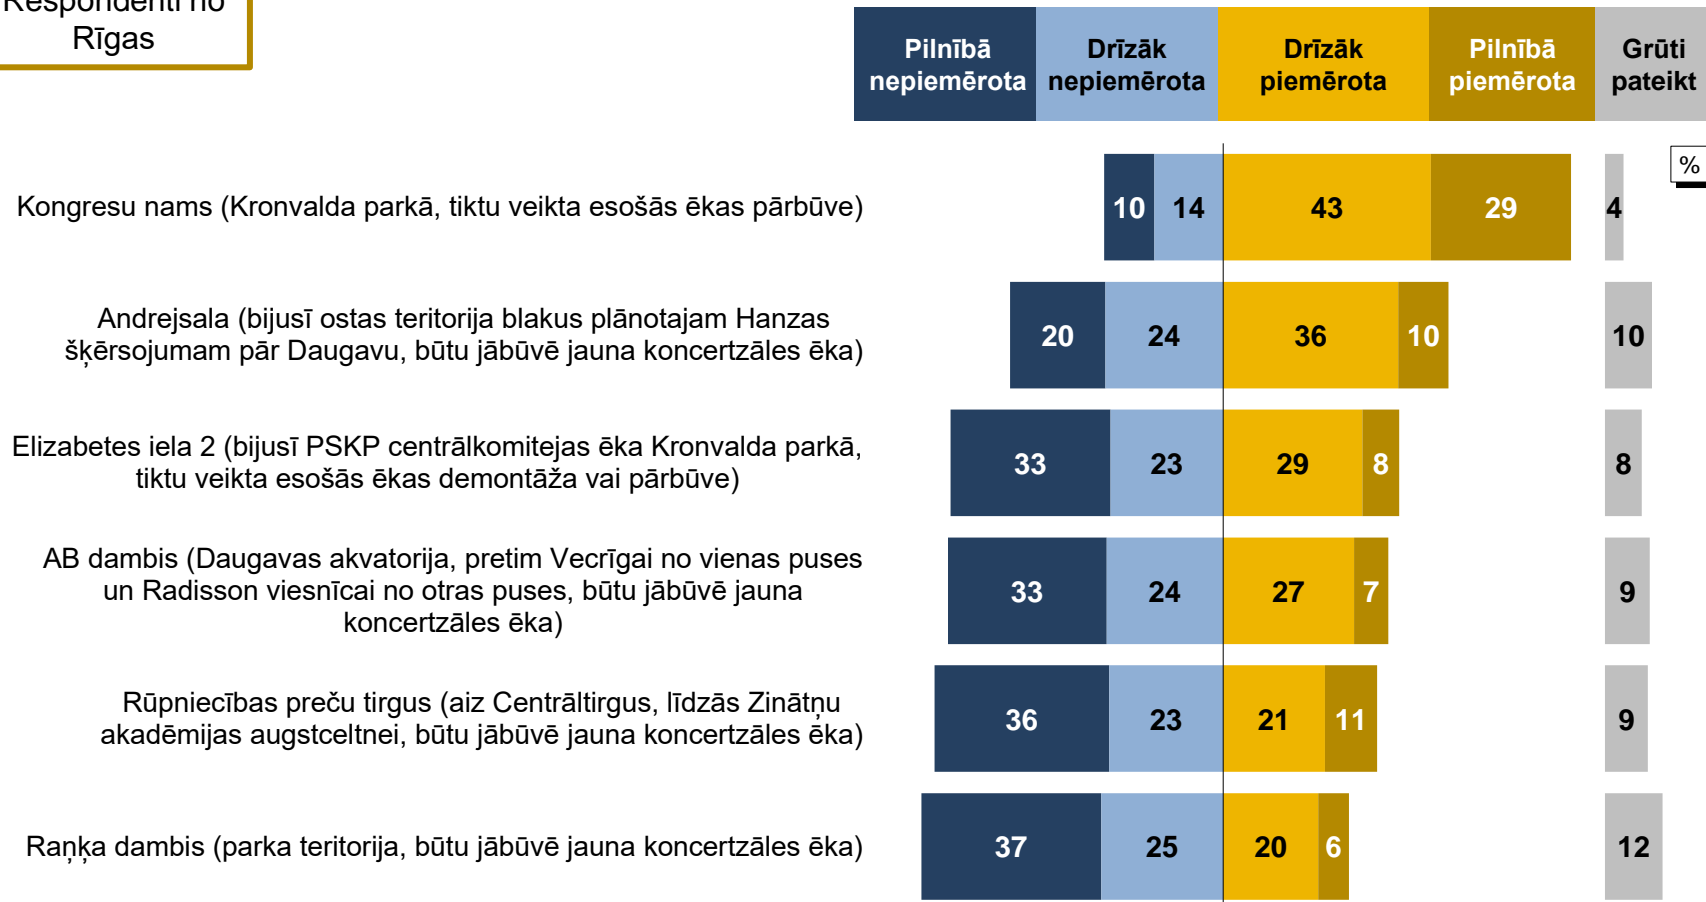 Respondenti no
Rīgas
Pilnībā
nepiemērota
Drīzāk
nepiemērota
Drīzāk
piemērota
Pilnībā
piemērota
Grūti
pateikt
%
Kongresu nams (Kronvalda parkā, tiktu veikta esošās ēkas pārbūve)
10 14 43 29 4
Andrejsala (bijusī ostas teritorija blakus plānotajam Hanzas
šķērsojumam pār Daugavu, būtu jābūvē jauna koncertzāles ēka)
20 24 36 10 10
Elizabetes iela 2 (bijusī PSKP centrālkomitejas ēka Kronvalda parkā,
tiktu veikta esošās ēkas demontāža vai pārbūve)
33 23 29 8 8
AB dambis (Daugavas akvatorija, pretim Vecrīgai no vienas puses
un Radisson viesnīcai no otras puses, būtu jābūvē jauna
koncertzāles ēka)
33 24 27 7 9
Rūpniecības preču tirgus (aiz Centrāltirgus, līdzās Zinātņu
akadēmijas augstceltnei, būtu jābūvē jauna koncertzāles ēka)
36 23 21 11 9
Raņķa dambis (parka teritorija, būtu jābūvē jauna koncertzāles ēka)
37 25 20 6 12